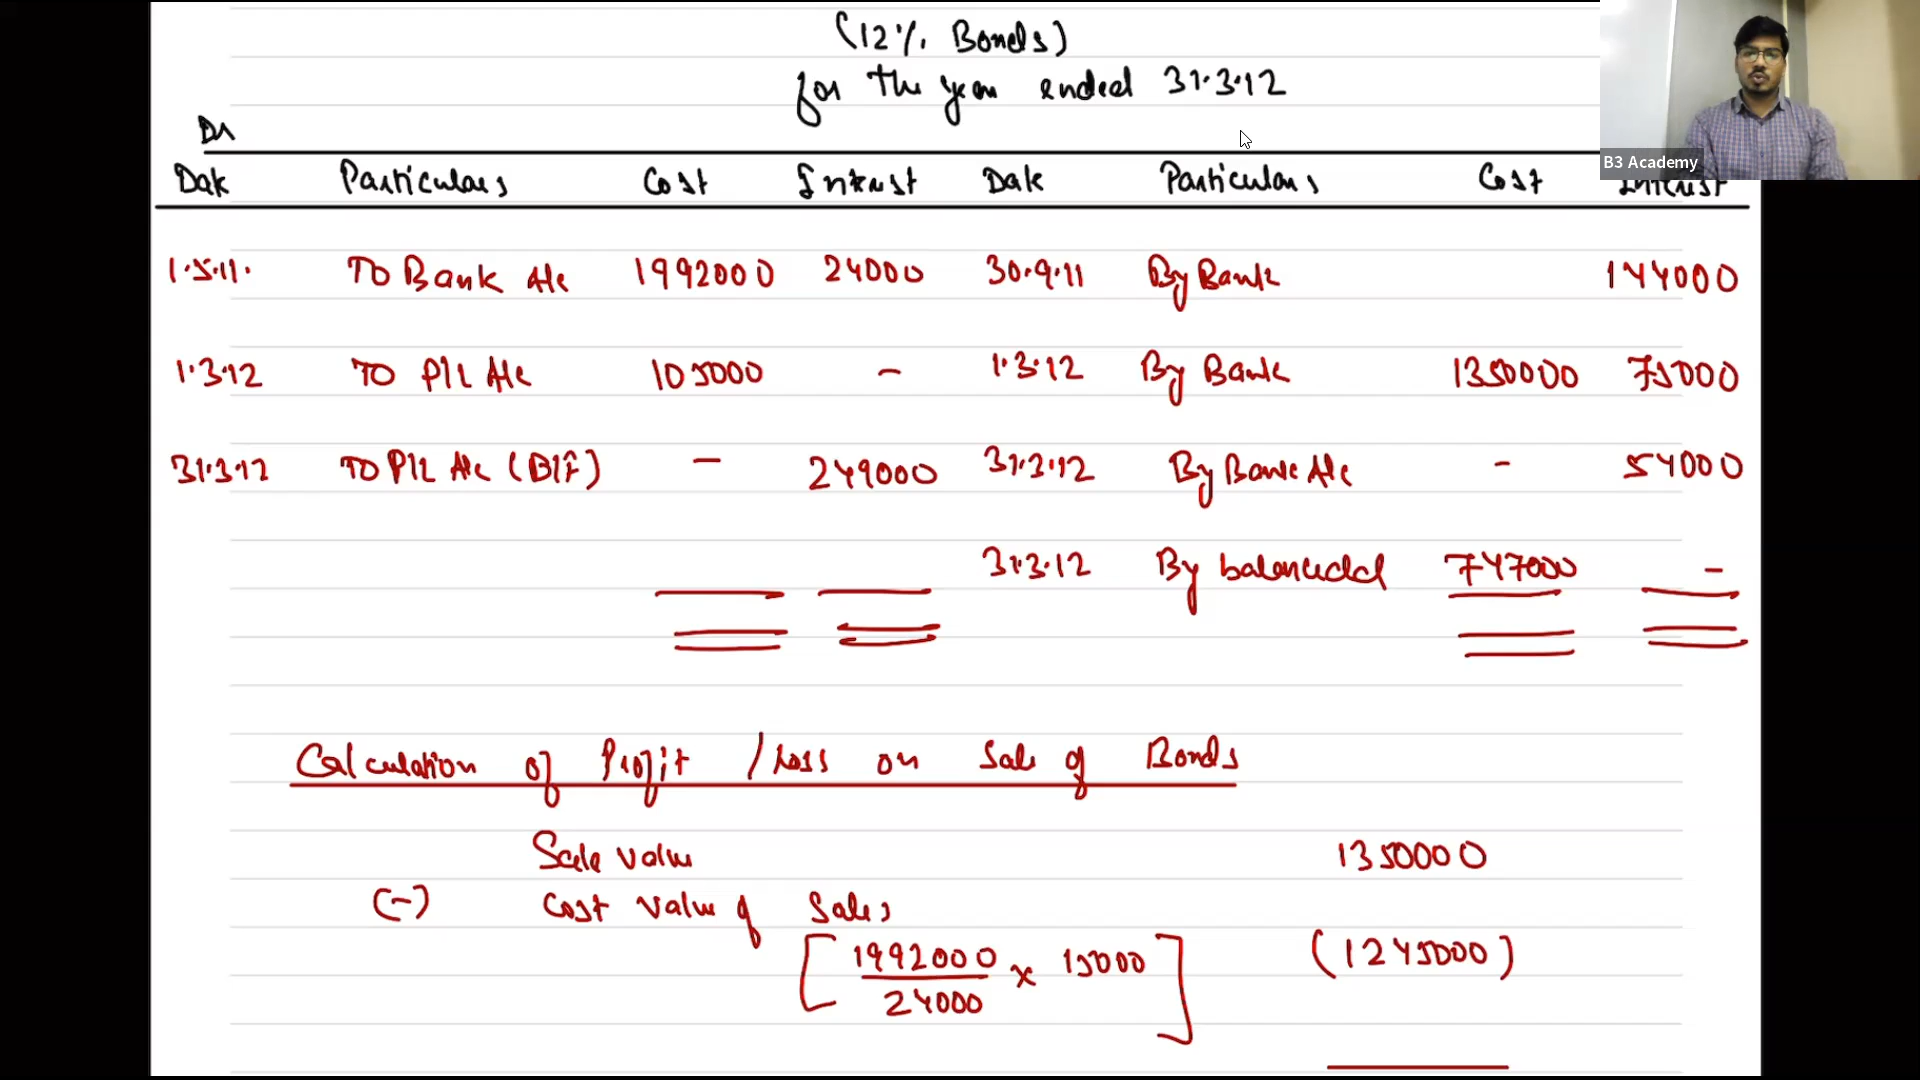 (12% Bonds)
for the year ended 31.3.12
Dr
Date Particulars Cost Interest Date Particulars Cost Interest
1.5.11. To Bank A/c 1992000 24000 30.9.11 By Bank 144000
1.3.12 To P/L A/c 105000 - 1.3.12 By Bank 1350000 75000
31.3.12 To P/L A/c (B/F) - 249000 31.3.12 By Bank A/c - 54000
31.3.12 By balance c/d 747000 -
Calculation of Profit / Loss on Sale of Bonds
Sale value 1350000
(-) Cost value of Sales
[ 1992000 / 24000 x 15000 ] (1245000)
B3 Academy